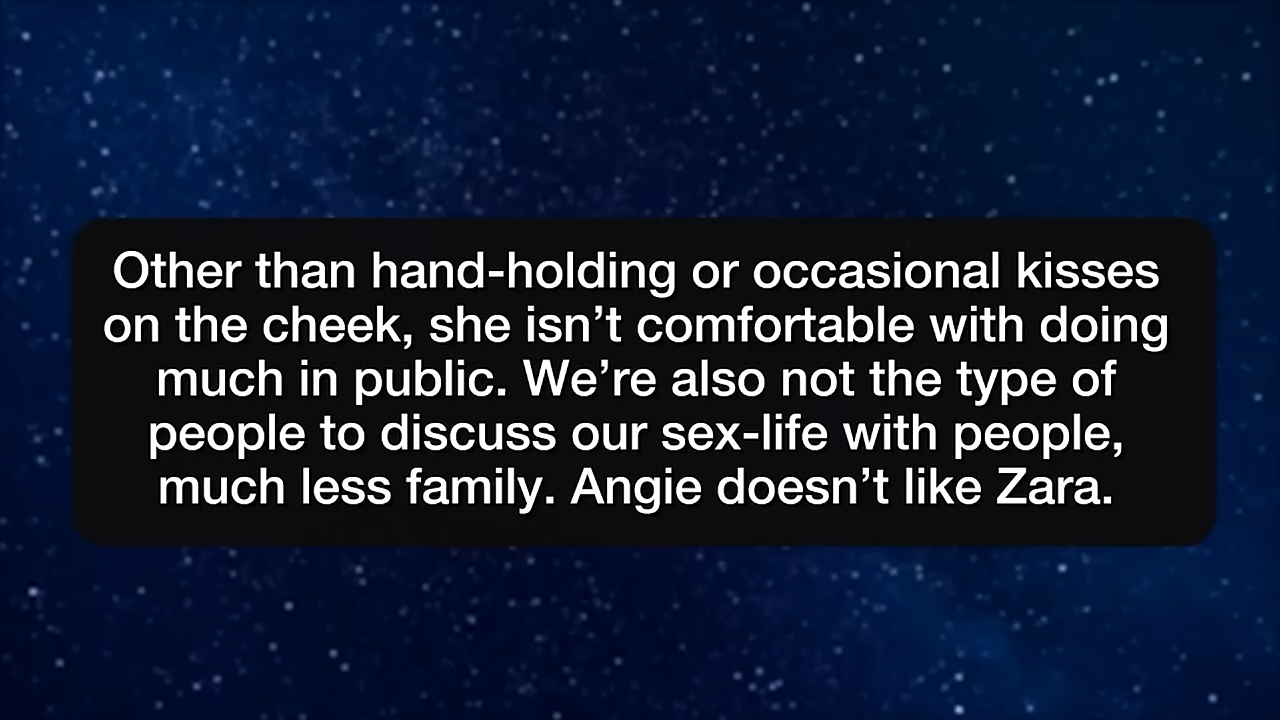 Other than hand-holding or occasional kisses
on the cheek, she isn’t comfortable with doing
much in public. We’re also not the type of
people to discuss our sex-life with people,
much less family. Angie doesn’t like Zara.